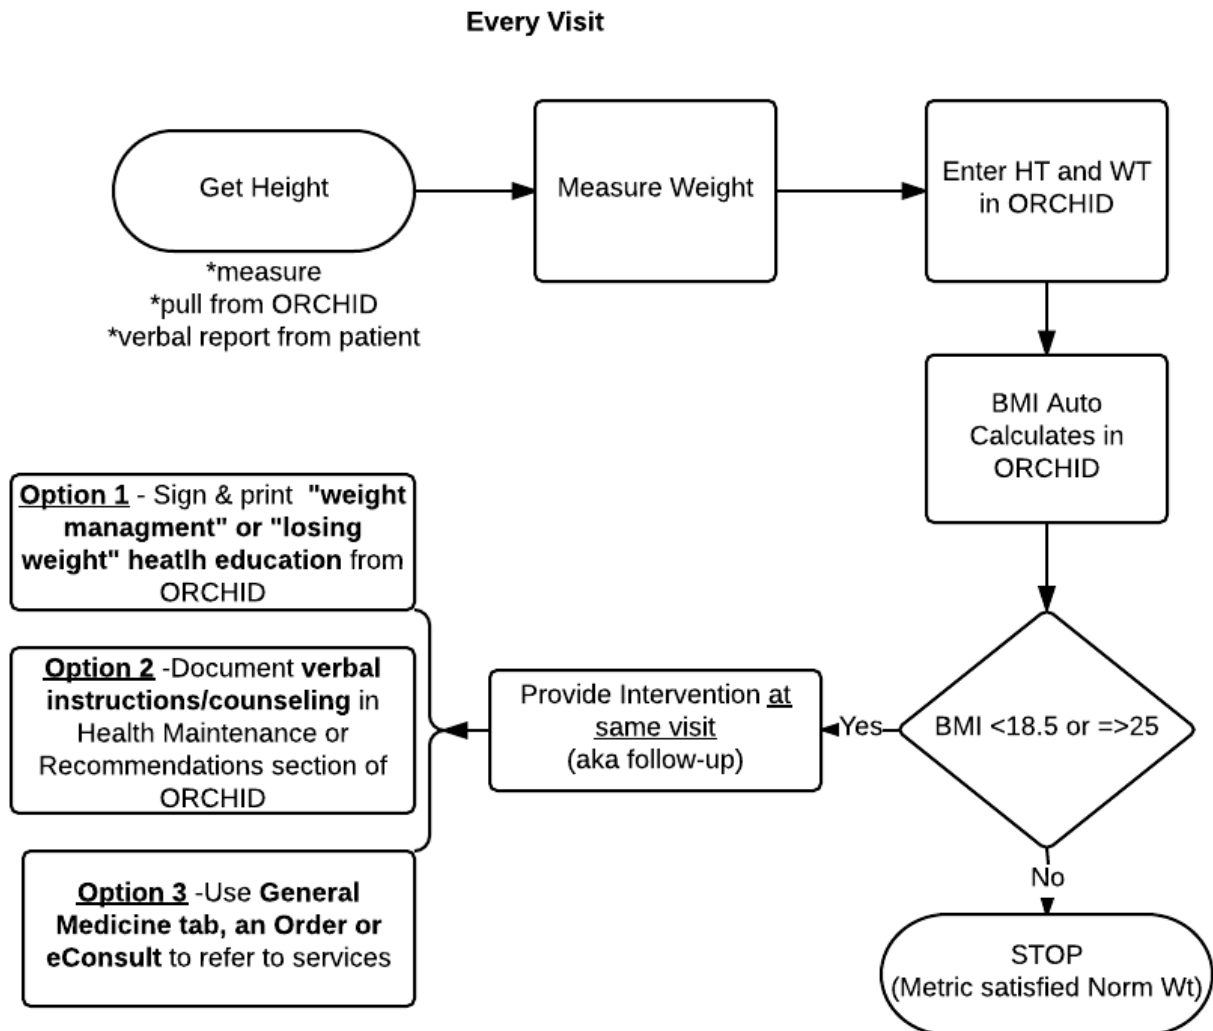 Every Visit
Get Height
*measure
*pull from ORCHID
*verbal report from patient
Measure Weight
Enter HT and WT
in ORCHID
BMI Auto
Calculates in
ORCHID
BMI <18.5 or =>25
Yes
No
STOP
(Metric satisfied Norm Wt)
Provide Intervention at
same visit
(aka follow-up)
Option 1 - Sign & print "weight
managment" or "losing
weight" heatlh education from
ORCHID
Option 2 -Document verbal
instructions/counseling in
Health Maintenance or
Recommendations section of
ORCHID
Option 3 -Use General
Medicine tab, an Order or
eConsult to refer to services